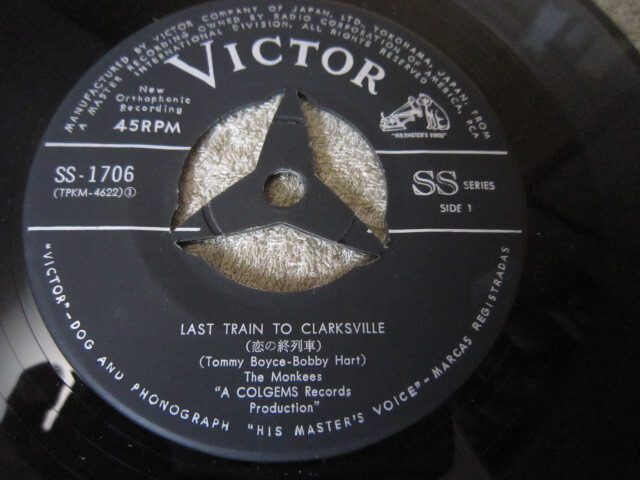 MANUFACTURED BY VICTOR COMPANY OF JAPAN, LTD. YOKOHAMA, JAPAN, FROM
A MASTER RECORDING OWNED BY RADIO CORPORATION OF AMERICA RCA
INTERNATIONAL DIVISION. ALL RIGHTS RESERVED
VICTOR
New
Orthophonic
Recording
45RPM
"HIS MASTER'S VOICE"
SS-1706
(TPKM-4622)①
SS SERIES
SIDE 1
LAST TRAIN TO CLARKSVILLE
(恋の終列車)
(Tommy Boyce-Bobby Hart)
The Monkees
"A COLGEMS Records
Production"
"VICTOR"-DOG AND PHONOGRAPH "HIS MASTER'S VOICE"-MARCAS REGISTRADAS